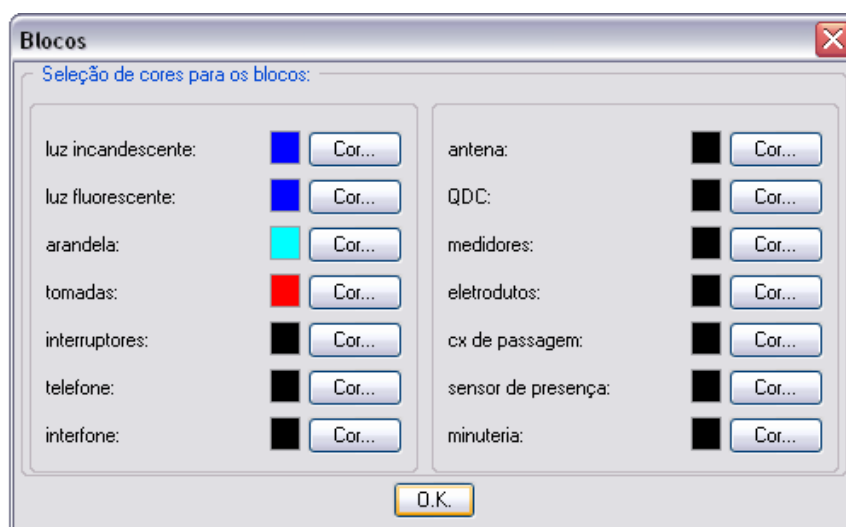 Blocos
Seleção de cores para os blocos:
luz incandescente: Cor...
luz fluorescente: Cor...
arandela: Cor...
tomadas: Cor...
interruptores: Cor...
telefone: Cor...
interfone: Cor...
antena: Cor...
QDC: Cor...
medidores: Cor...
eletrodutos: Cor...
cx de passagem: Cor...
sensor de presença: Cor...
minuteria: Cor...
O.K.